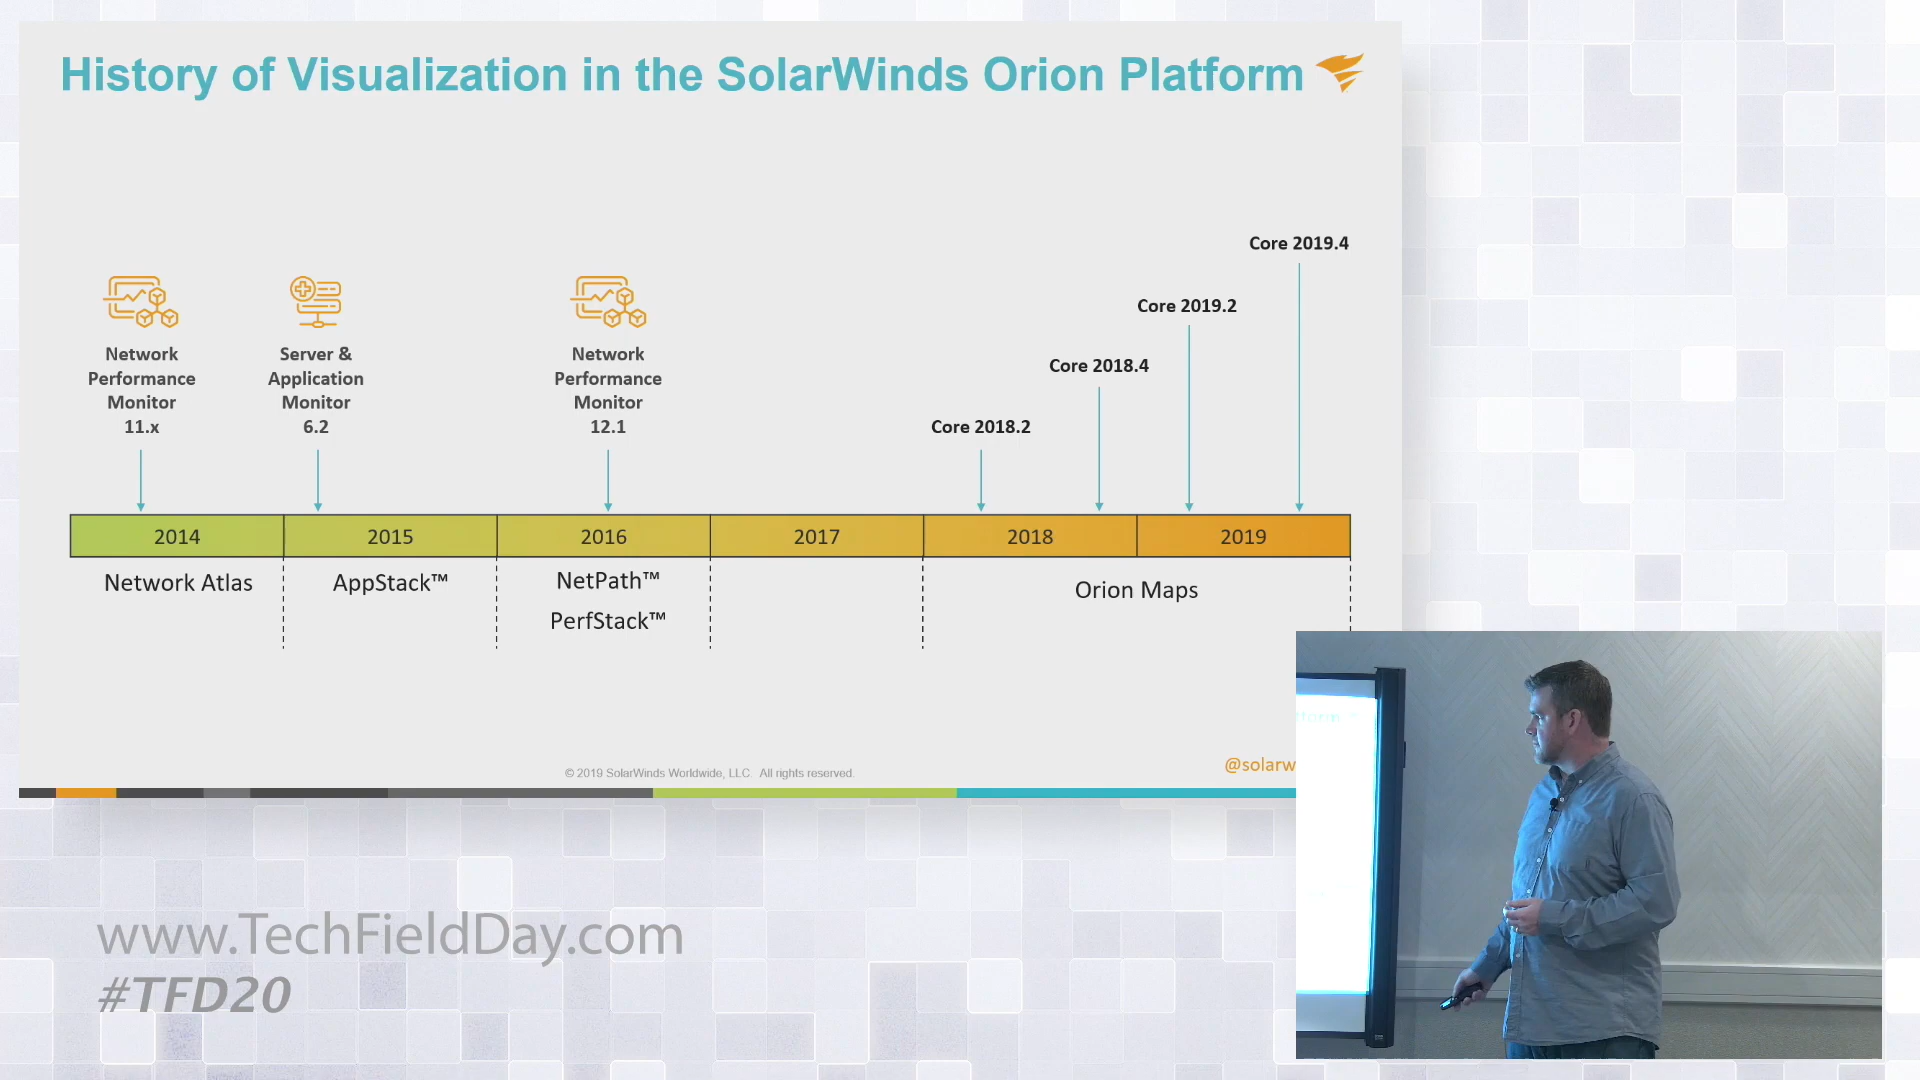 History of Visualization in the SolarWinds Orion Platform
Core 2019.4
Core 2019.2
Core 2018.4
Core 2018.2
Network
Performance
Monitor
11.x
Server &
Application
Monitor
6.2
Network
Performance
Monitor
12.1
2014
2015
2016
2017
2018
2019
Network Atlas
AppStack™
NetPath™
PerfStack™
Orion Maps
© 2019 SolarWinds Worldwide, LLC. All rights reserved.
@solarw
www.TechFieldDay.com
#TFD20